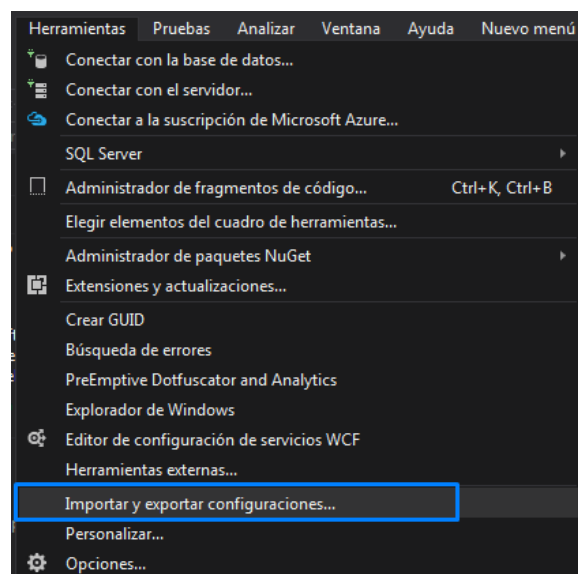 Herramientas Pruebas Analizar Ventana Ayuda Nuevo menú
Conectar con la base de datos...
Conectar con el servidor...
Conectar a la suscripción de Microsoft Azure...
SQL Server
Administrador de fragmentos de código... Ctrl+K, Ctrl+B
Elegir elementos del cuadro de herramientas...
Administrador de paquetes NuGet
Extensiones y actualizaciones...
Crear GUID
Búsqueda de errores
PreEmptive Dotfuscator and Analytics
Explorador de Windows
Editor de configuración de servicios WCF
Herramientas externas...
Importar y exportar configuraciones...
Personalizar...
Opciones...